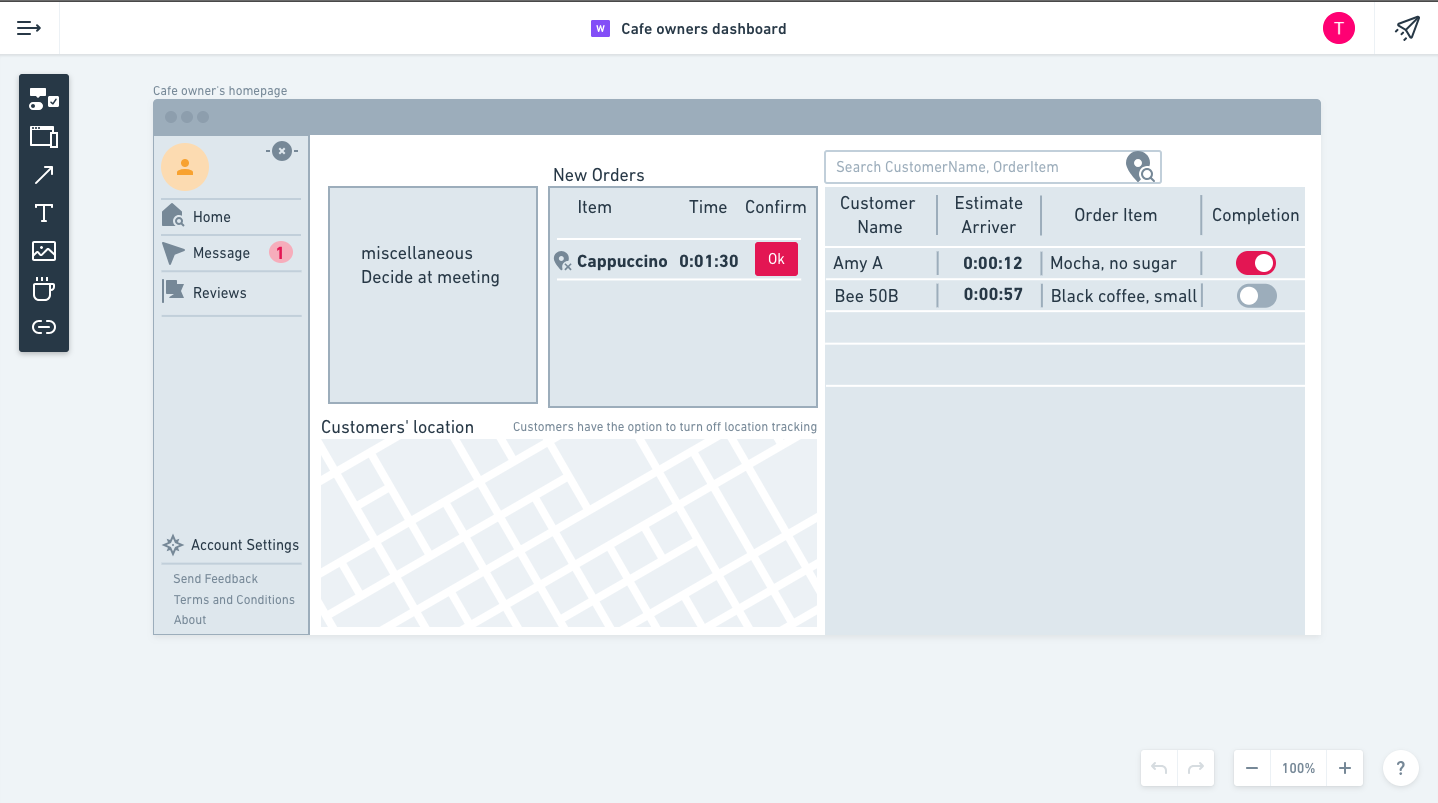 W Cafe owners dashboard
T
Cafe owner's homepage
Home
Message 1
Reviews
Account Settings
Send Feedback
Terms and Conditions
About
miscellaneous
Decide at meeting
New Orders
Item Time Confirm
Cappuccino 0:01:30 Ok
Customers' location
Customers have the option to turn off location tracking
Search CustomerName, OrderItem
Customer Name Estimate Arriver Order Item Completion
Amy A 0:00:12 Mocha, no sugar
Bee 50B 0:00:57 Black coffee, small
100%
?